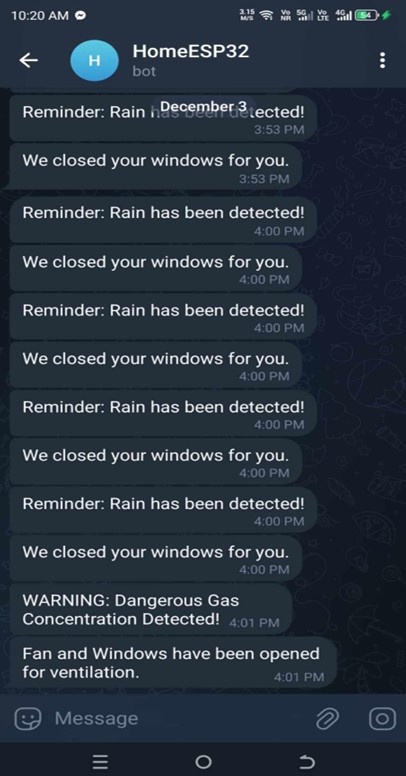 10:20 AM
3.15 M/S Vo NR 5G Vo LTE 4G 54
HomeESP32
H
bot
December 3
Reminder: Rain has been detected!
3:53 PM
We closed your windows for you.
3:53 PM
Reminder: Rain has been detected!
4:00 PM
We closed your windows for you.
4:00 PM
Reminder: Rain has been detected!
4:00 PM
We closed your windows for you.
4:00 PM
Reminder: Rain has been detected!
4:00 PM
We closed your windows for you.
4:00 PM
Reminder: Rain has been detected!
4:00 PM
We closed your windows for you.
4:00 PM
WARNING: Dangerous Gas
Concentration Detected! 4:01 PM
Fan and Windows have been opened
for ventilation. 4:01 PM
Message